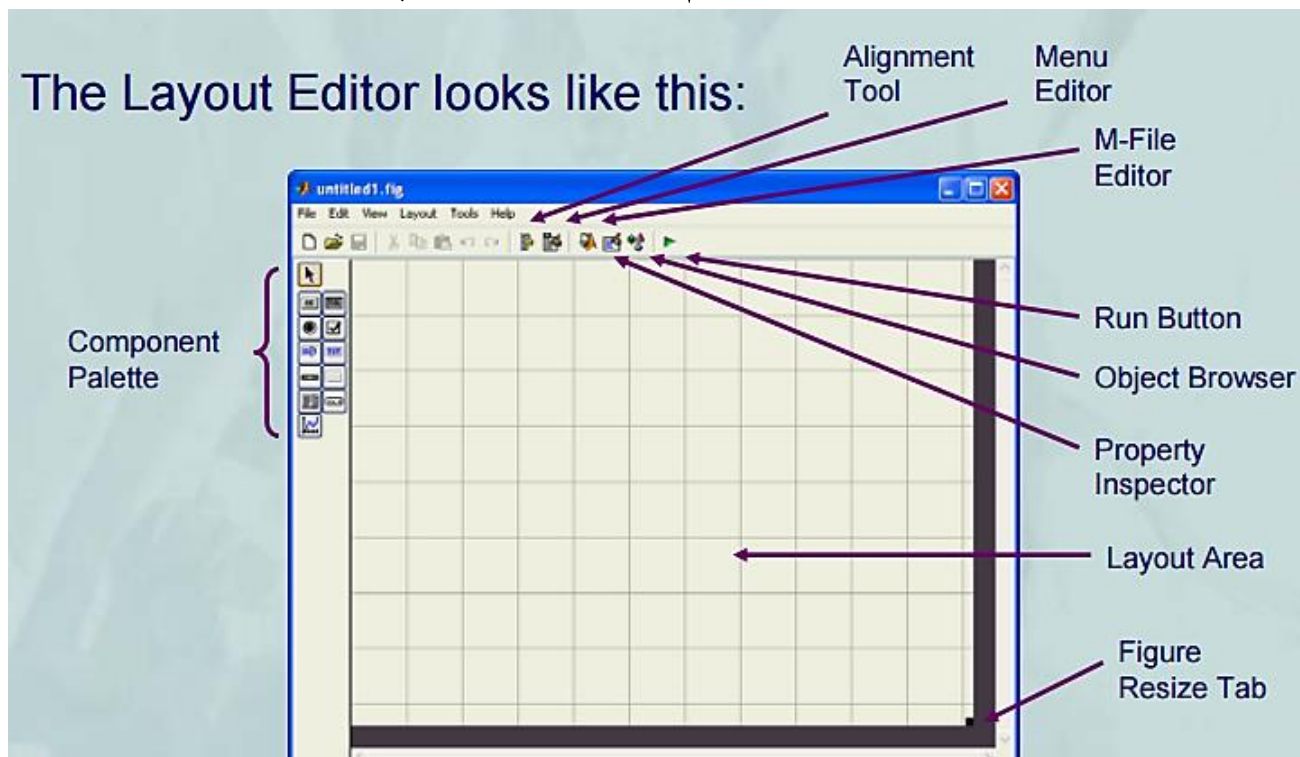 The Layout Editor looks like this:
Alignment
Tool
Menu
Editor
M-File
Editor
untitled1.fig
File Edit View Layout Tools Help
Component
Palette
Run Button
Object Browser
Property
Inspector
Layout Area
Figure
Resize Tab